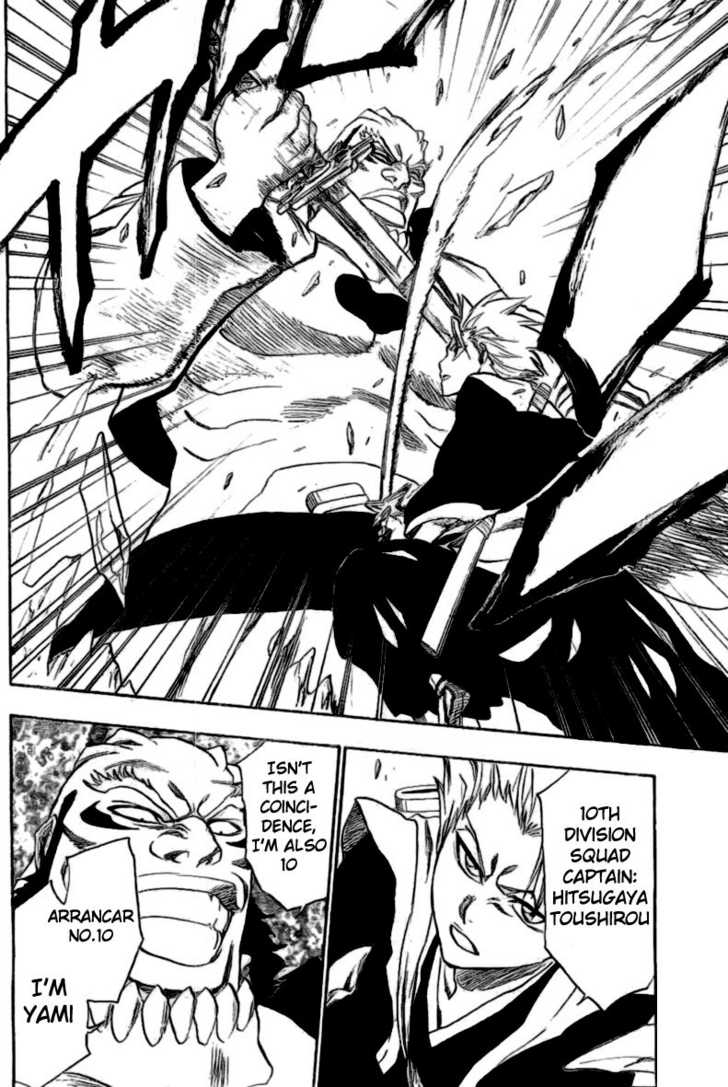 10TH
DIVISION
SQUAD
CAPTAIN:
HITSUGAYA
TOUSHIROU
ISN'T
THIS A
COINCI-
DENCE,
I'M ALSO
10
ARRANCAR
NO.10
I'M
YAMI